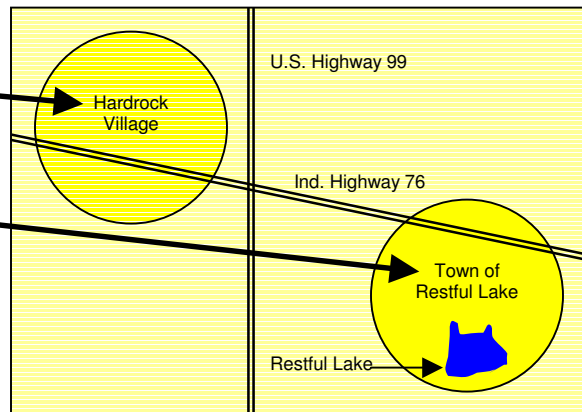 U.S. Highway 99
Hardrock
Village
Ind. Highway 76
Town of
Restful Lake
Restful Lake